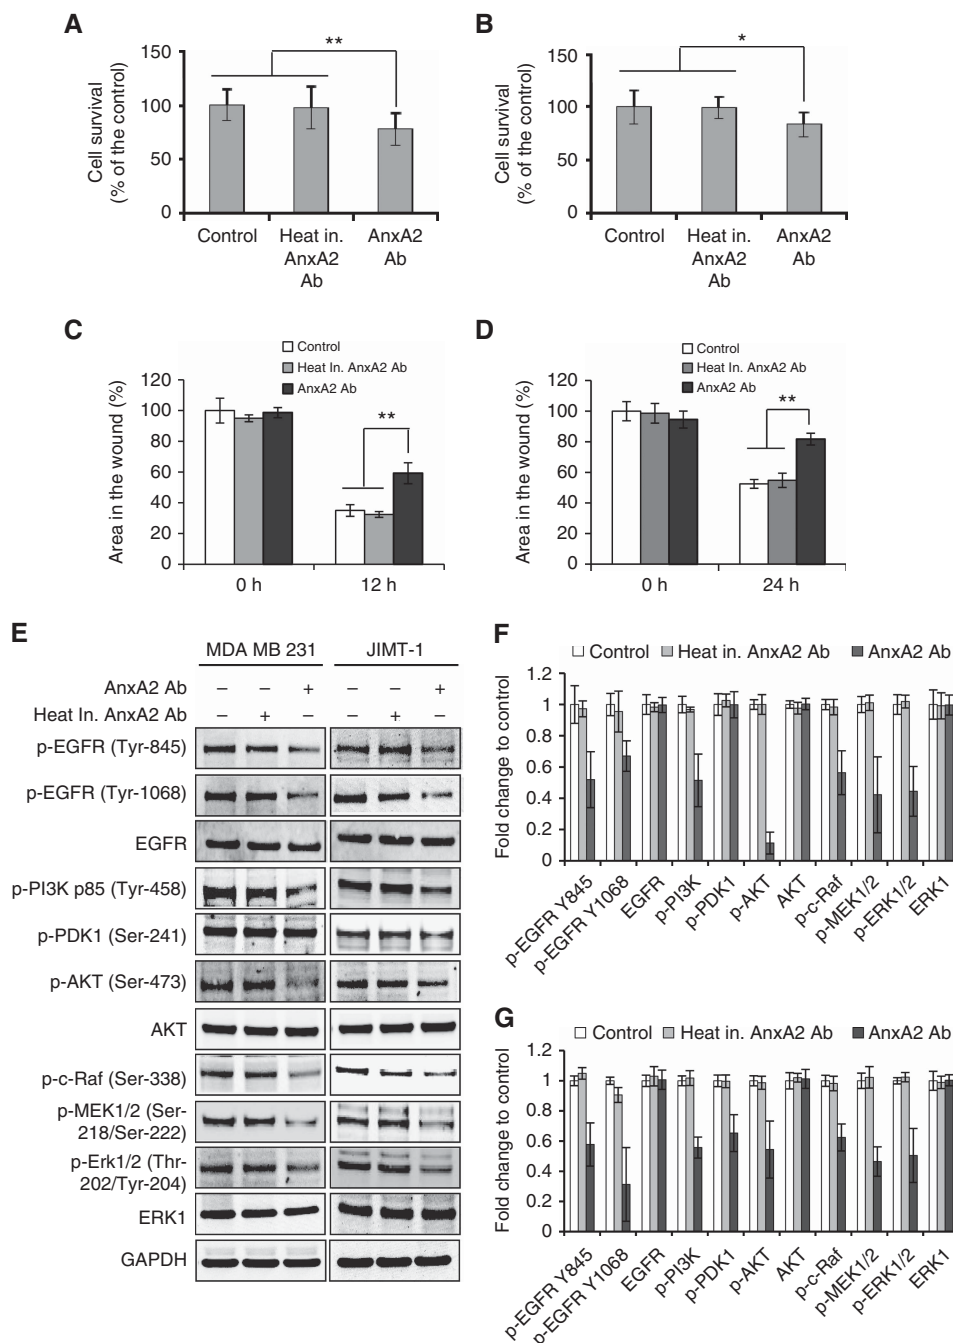 A
Cell survival
(% of the control)
150
100
50
0
**
Control
Heat in.
AnxA2
Ab
AnxA2
Ab
B
Cell survival
(% of the control)
150
100
50
0
*
Control
Heat in.
AnxA2
Ab
AnxA2
Ab
C
Control
Heat In. AnxA2 Ab
AnxA2 Ab
Area in the wound (%)
120
100
80
60
40
20
0
**
0 h
12 h
D
Control
Heat In. AnxA2 Ab
AnxA2 Ab
Area in the wound (%)
120
100
80
60
40
20
0
**
0 h
24 h
E
MDA MB 231
JIMT-1
AnxA2 Ab – – + – – +
Heat In. AnxA2 Ab – + – – + –
p-EGFR (Tyr-845)
p-EGFR (Tyr-1068)
EGFR
p-PI3K p85 (Tyr-458)
p-PDK1 (Ser-241)
p-AKT (Ser-473)
AKT
p-c-Raf (Ser-338)
p-MEK1/2 (Ser-
218/Ser-222)
p-Erk1/2 (Thr-
202/Tyr-204)
ERK1
GAPDH
F
Control
Heat in. AnxA2 Ab
AnxA2 Ab
Fold change to control
1.2
1
0.8
0.6
0.4
0.2
0
p-EGFR Y845
p-EGFR Y1068
EGFR
p-PI3K
p-PDK1
p-AKT
AKT
p-c-Raf
p-MEK1/2
p-ERK1/2
ERK1
G
Control
Heat in. AnxA2 Ab
AnxA2 Ab
Fold change to control
1.2
1
0.8
0.6
0.4
0.2
0
p-EGFR Y845
p-EGFR Y1068
EGFR
p-PI3K
p-PDK1
p-AKT
AKT
p-c-Raf
p-MEK1/2
p-ERK1/2
ERK1